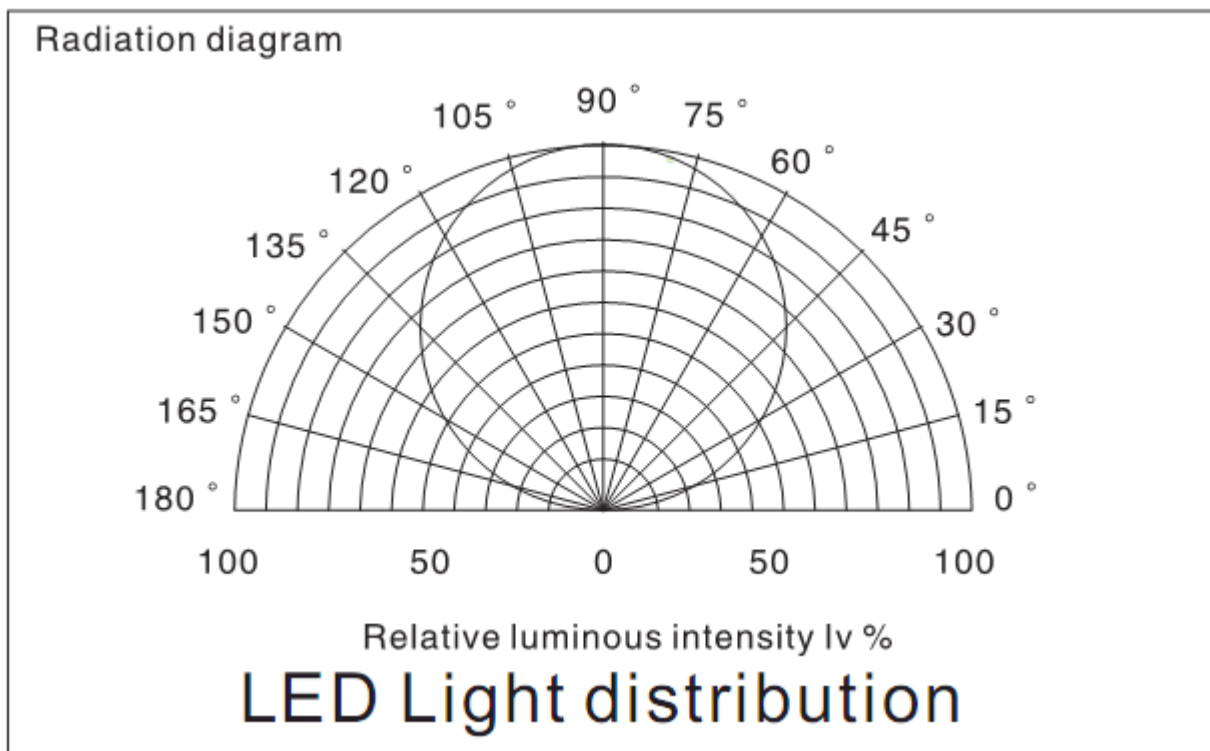 Radiation diagram
90 °
105 ° 75 °
120 ° 60 °
135 ° 45 °
150 ° 30 °
165 ° 15 °
180 ° 0 °
100 50 0 50 100
Relative luminous intensity Iv %
LED Light distribution